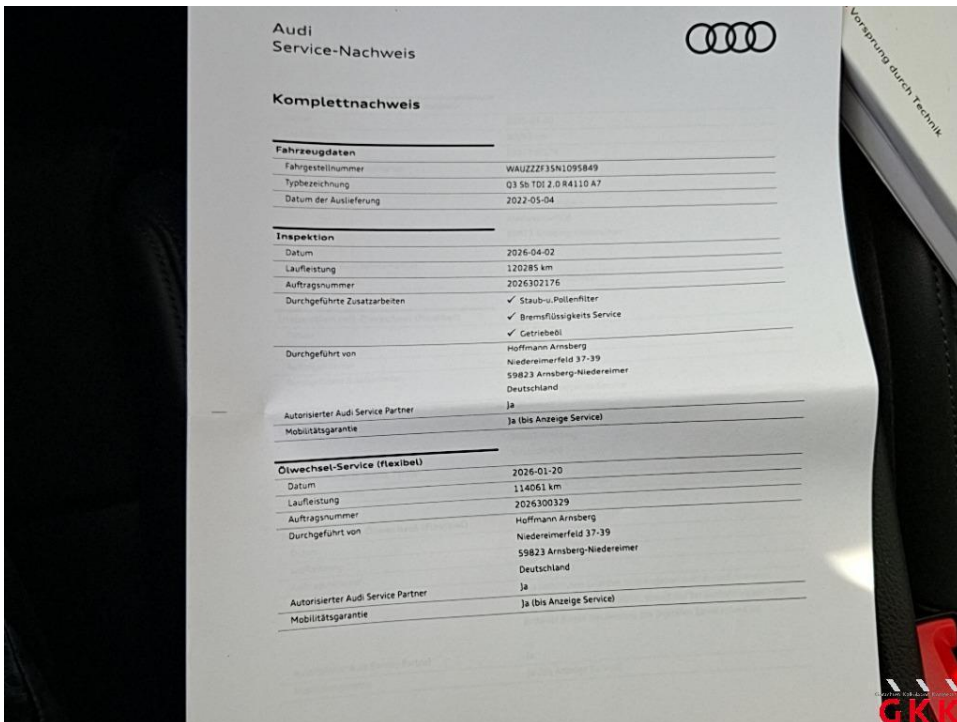 Audi
Service-Nachweis
Vorsprung durch Technik
Komplettnachweis
Fahrzeugdaten
Fahrgestellnummer WAUZZZF35N1095849
Typbezeichnung Q3 Sb TDI 2.0 R4110 A7
Datum der Auslieferung 2022-05-04
Inspektion
Datum 2026-04-02
Laufleistung 120285 km
Auftragsnummer 2026302176
Durchgeführte Zusatzarbeiten ✓ Staub-u.Pollenfilter
✓ Bremsflüssigkeits Service
✓ Getriebeöl
Durchgeführt von Hoffmann Arnsberg
Niedereimerfeld 37-39
59823 Arnsberg-Niedereimer
Deutschland
Autorisierter Audi Service Partner Ja
Mobilitätsgarantie Ja (bis Anzeige Service)
Ölwechsel-Service (flexibel)
Datum 2026-01-20
Laufleistung 114061 km
Auftragsnummer 2026300329
Durchgeführt von Hoffmann Arnsberg
Niedereimerfeld 37-39
59823 Arnsberg-Niedereimer
Deutschland
Autorisierter Audi Service Partner Ja
Mobilitätsgarantie Ja (bis Anzeige Service)
GKK